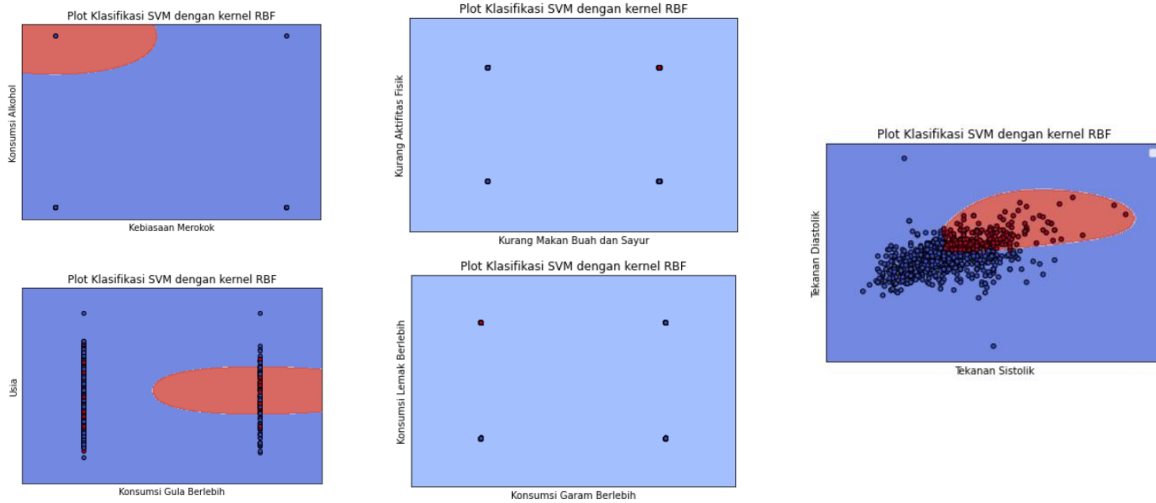 Plot Klasifikasi SVM dengan kernel RBF
Konsumsi Alkohol
Kebiasaan Merokok
Plot Klasifikasi SVM dengan kernel RBF
Kurang Aktifitas Fisik
Kurang Makan Buah dan Sayur
Plot Klasifikasi SVM dengan kernel RBF
Tekanan Diastolik
Tekanan Sistolik
Plot Klasifikasi SVM dengan kernel RBF
Usia
Konsumsi Gula Berlebih
Plot Klasifikasi SVM dengan kernel RBF
Konsumsi Lemak Berlebih
Konsumsi Garam Berlebih